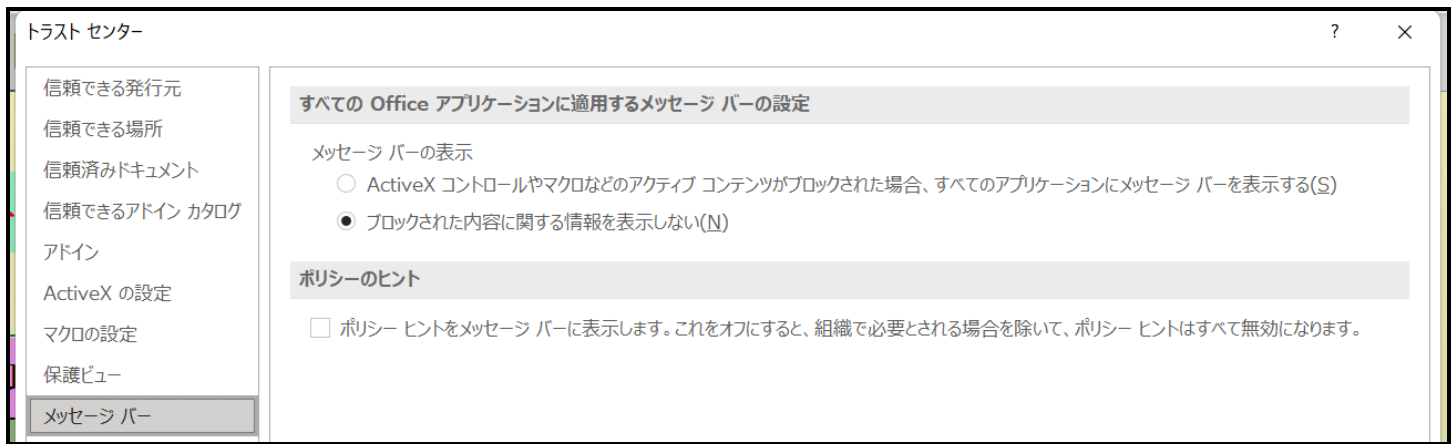 トラスト センター
?
信頼できる発行元
信頼できる場所
信頼済みドキュメント
信頼できるアドイン カタログ
アドイン
ActiveX の設定
マクロの設定
保護ビュー
メッセージ バー
すべての Office アプリケーションに適用するメッセージ バーの設定
メッセージ バーの表示
ActiveX コントロールやマクロなどのアクティブ コンテンツがブロックされた場合、すべてのアプリケーションにメッセージ バーを表示する(S)
ブロックされた内容に関する情報を表示しない(N)
ポリシーのヒント
ポリシー ヒントをメッセージ バーに表示します。これをオフにすると、組織で必要とされる場合を除いて、ポリシー ヒントはすべて無効になります。